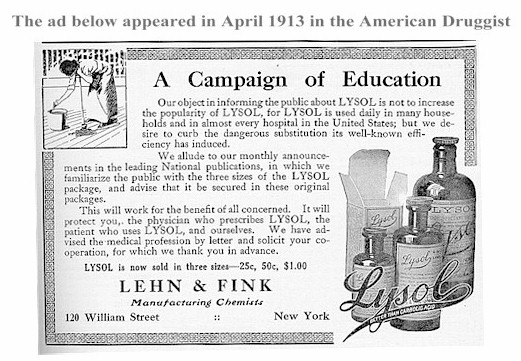 The ad below appeared in April 1913 in the American Druggist
A Campaign of Education
Our object in informing the public about LYSOL is not to increase
the popularity of LYSOL, for LYSOL is used daily in many house-
holds and in almost every hospital in the United States; but we de-
sire to curb the dangerous substitution its well-known effi-
ciency has induced.
We allude to our monthly announce-
ments in the leading National publications, in which we
familiarize the public with the three sizes of the LYSOL
package, and advise that it be secured in these original
packages.
This will work for the benefit of all concerned. It will
protect you, the physician who prescribes LYSOL, the
patient who uses LYSOL, and ourselves. We have ad-
vised the medical profession by letter and solicit your co-
operation, for which we thank you in advance.
LYSOL is now sold in three sizes—25c, 50c, $1.00
LEHN & FINK
Manufacturing Chemists
120 William Street :: New York
LYSOL
Lysol
Lysol
Lysol
Lysol
BETTER THAN CARBOLIC ACID